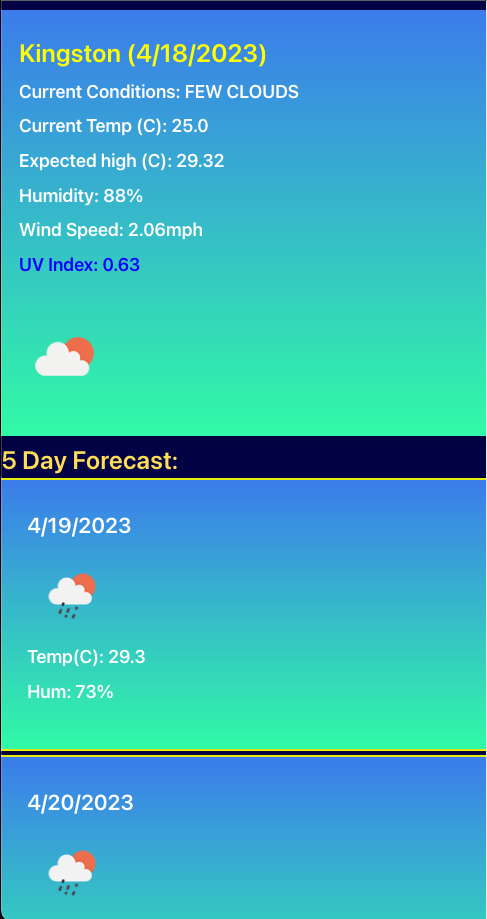 Kingston (4/18/2023)
Current Conditions: FEW CLOUDS
Current Temp (C): 25.0
Expected high (C): 29.32
Humidity: 88%
Wind Speed: 2.06mph
UV Index: 0.63
5 Day Forecast:
4/19/2023
Temp(C): 29.3
Hum: 73%
4/20/2023